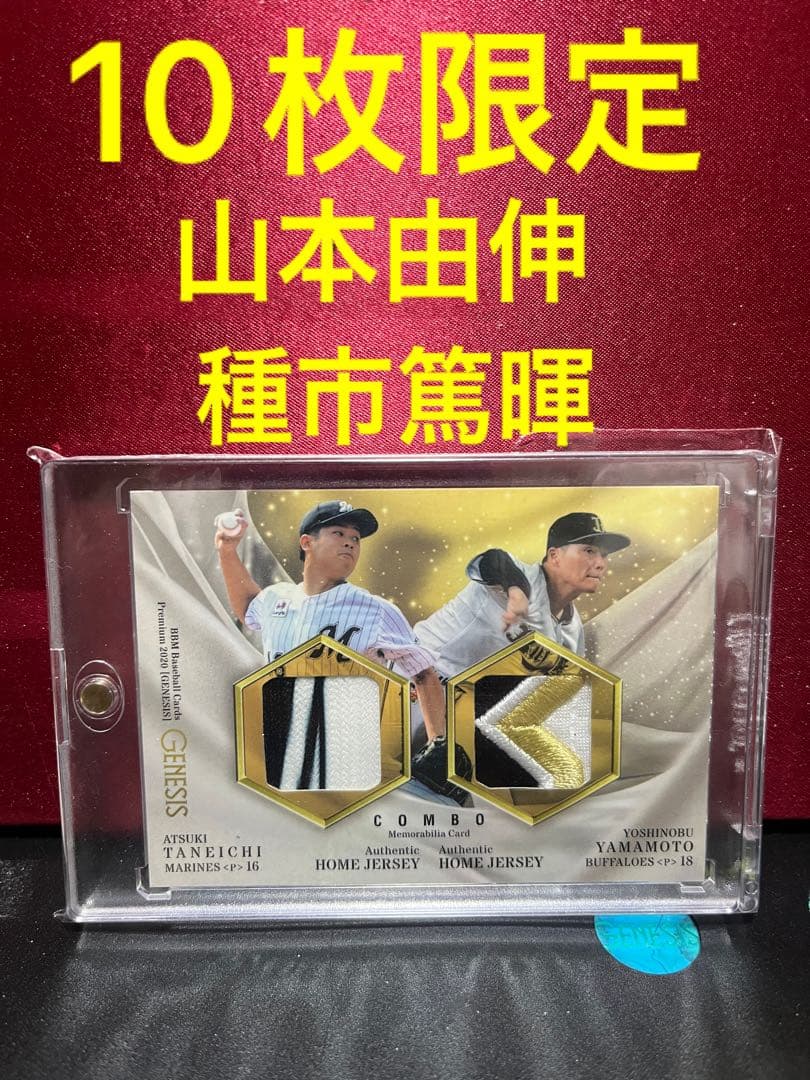 10枚限定
山本由伸
種市篤暉
BBM Baseball Cards
Premium 2020 [GENESIS]
GENESIS
M
COMBO
Memorabilia Card
ATSUKI
TANEICHI
MARINES <P> 16
Authentic
HOME JERSEY
Authentic
HOME JERSEY
YOSHINOBU
YAMAMOTO
BUFFALOES <P> 18